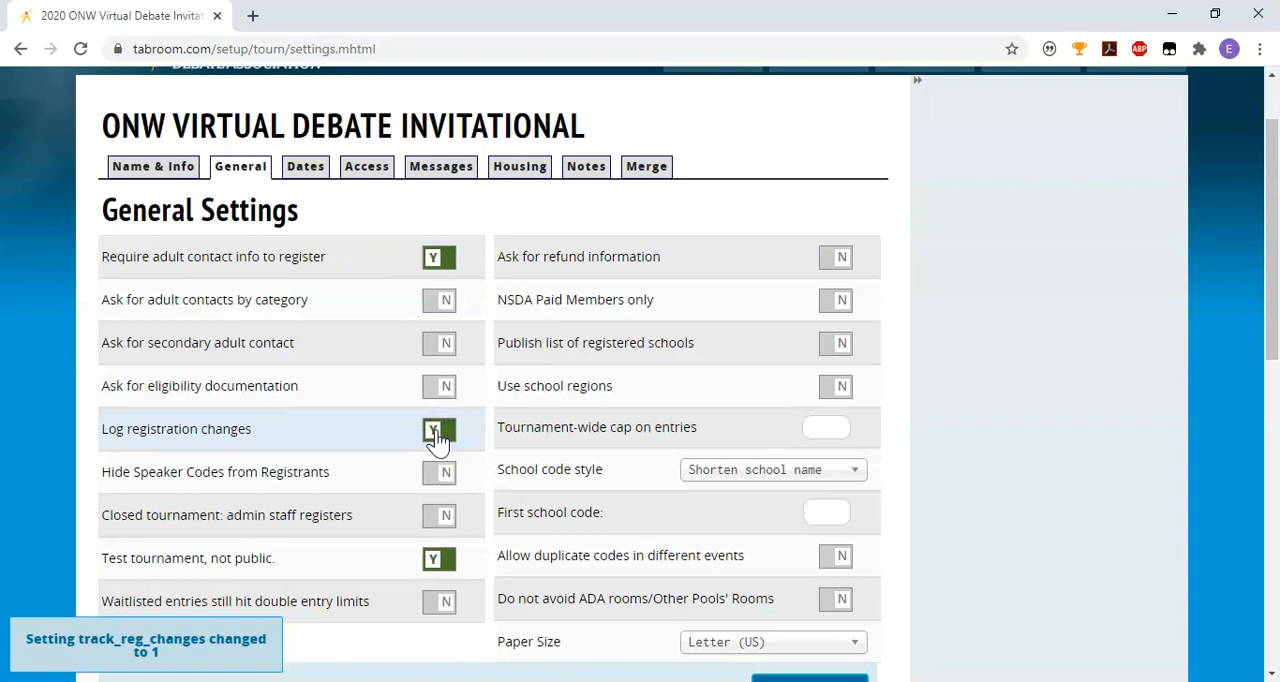 2020 ONW Virtual Debate Invitat
tabroom.com/setup/tourn/settings.mhtml
ABP
E
DEBATE ASSOCIATION
ONW VIRTUAL DEBATE INVITATIONAL
Name & Info General Dates Access Messages Housing Notes Merge
General Settings
Require adult contact info to register Y
Ask for refund information N
Ask for adult contacts by category N
NSDA Paid Members only N
Ask for secondary adult contact N
Publish list of registered schools N
Ask for eligibility documentation N
Use school regions N
Log registration changes Y
Tournament-wide cap on entries
Hide Speaker Codes from Registrants N
School code style Shorten school name
Closed tournament: admin staff registers N
First school code:
Test tournament, not public. Y
Allow duplicate codes in different events N
Waitlisted entries still hit double entry limits N
Do not avoid ADA rooms/Other Pools' Rooms N
Paper Size Letter (US)
Setting track_reg_changes changed
to 1